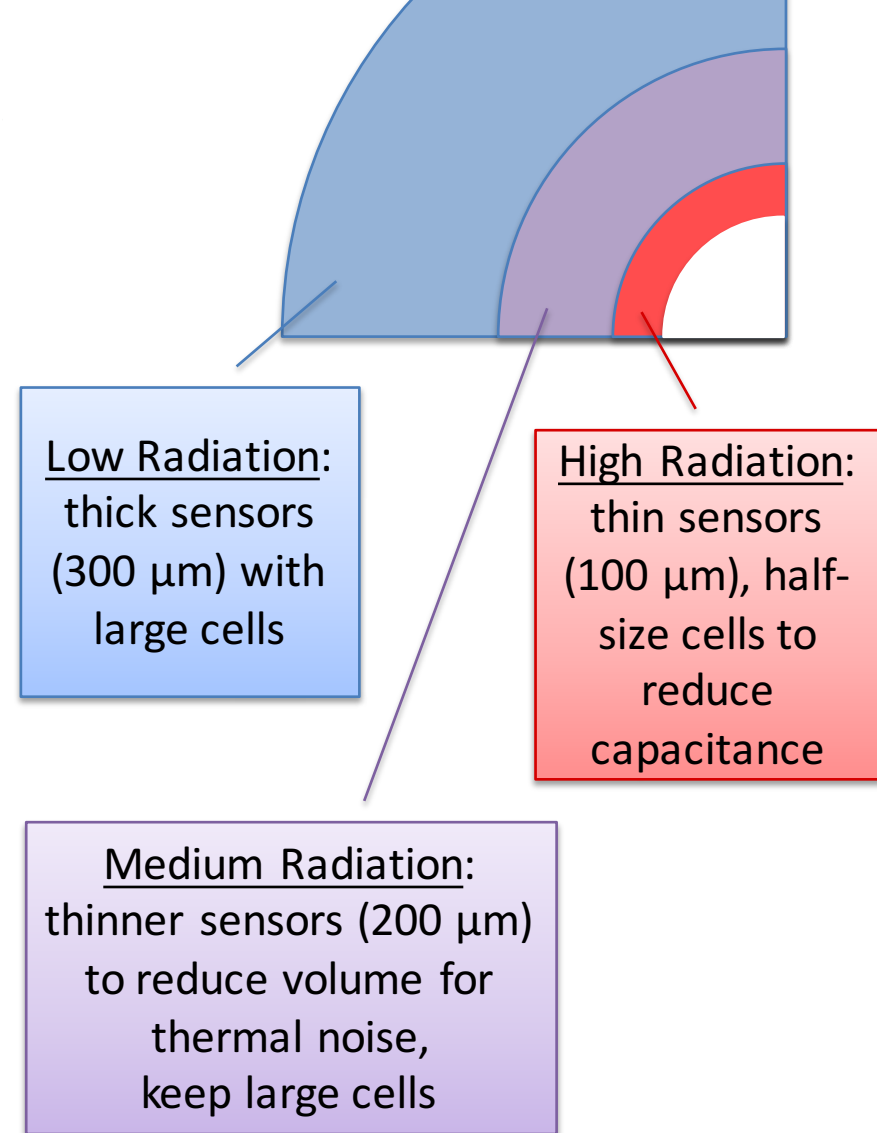 Low Radiation:
thick sensors
(300 µm) with
large cells
High Radiation:
thin sensors
(100 µm), half-
size cells to
reduce
capacitance
Medium Radiation:
thinner sensors (200 µm)
to reduce volume for
thermal noise,
keep large cells